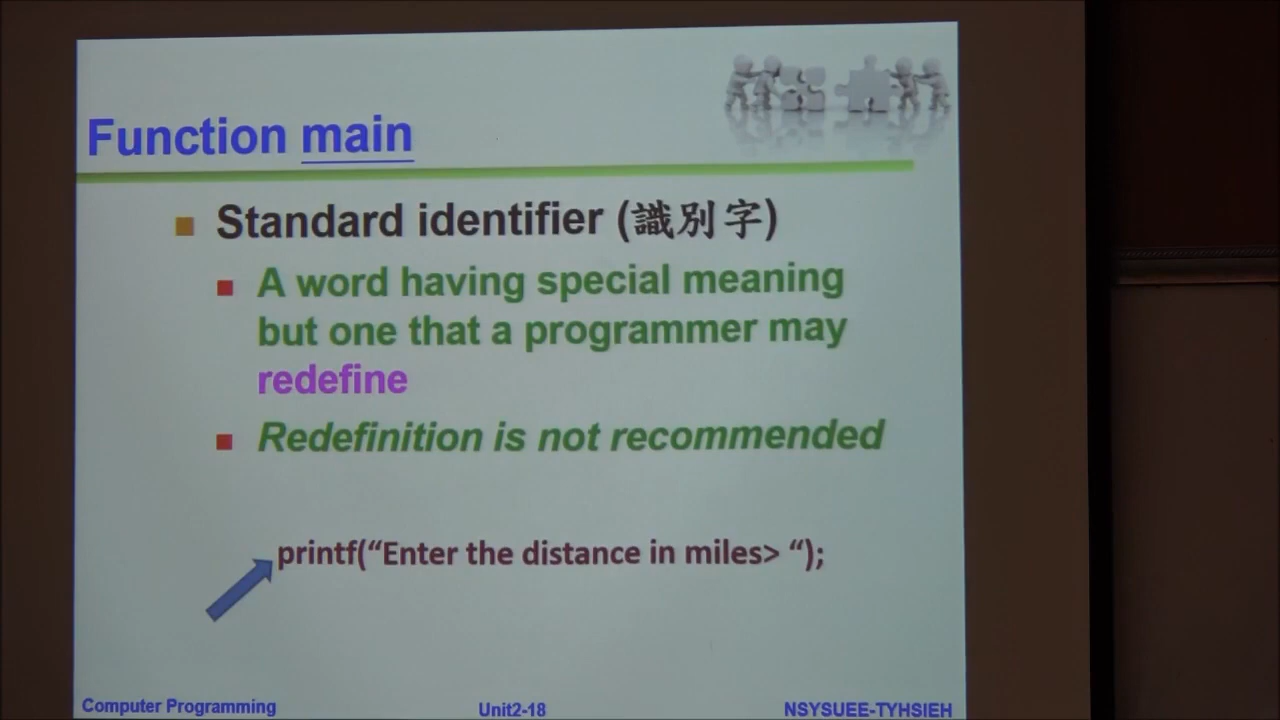 Function main
Standard identifier (識別字)
A word having special meaning
but one that a programmer may
redefine
Redefinition is not recommended
printf(“Enter the distance in miles> “);
Computer Programming
Unit2-18
NSYSUEE-TYHSIEH